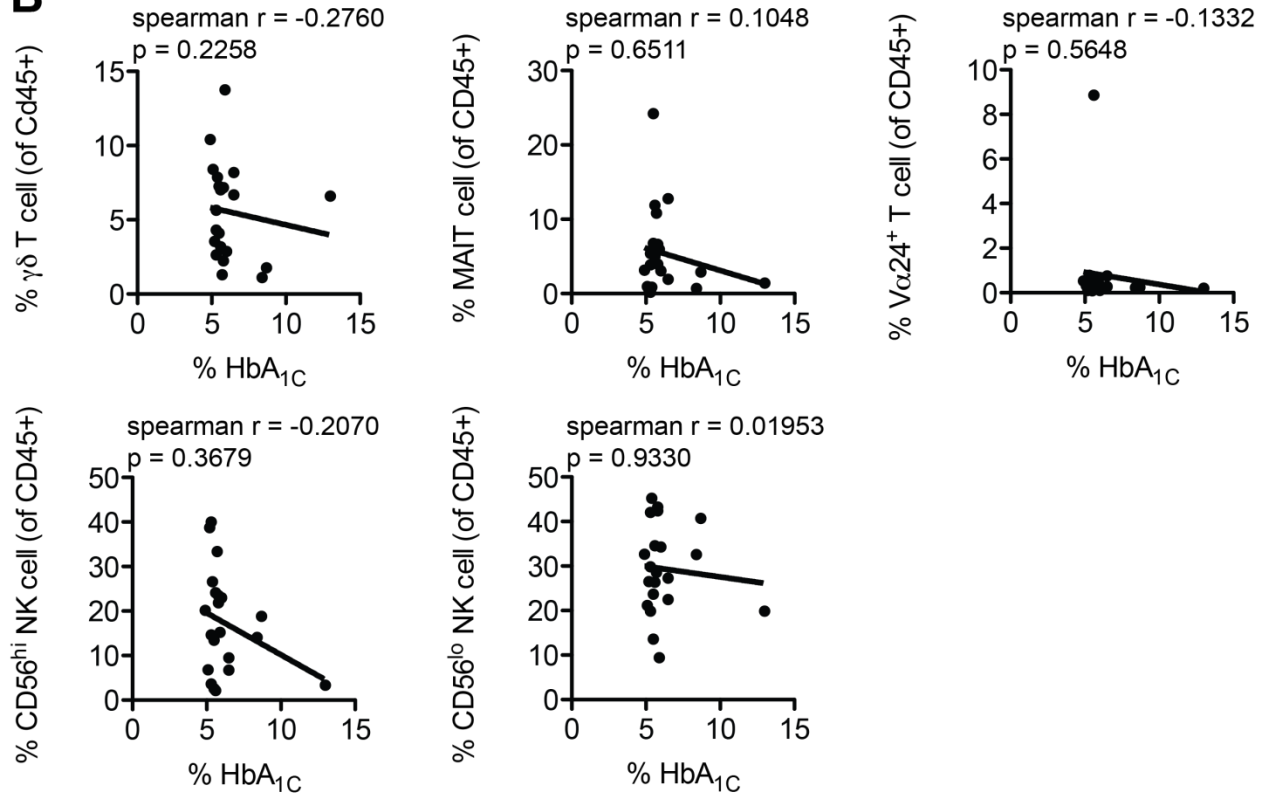 B
spearman r = -0.2760
p = 0.2258
% γδ T cell (of Cd45+)
15
10
5
0
0 5 10 15
% HbA1C
spearman r = 0.1048
p = 0.6511
% MAIT T cell (of CD45+)
30
20
10
0
0 5 10 15
% HbA1C
spearman r = -0.1332
p = 0.5648
% Vα24+ T cell (of CD45+)
10
8
6
4
2
0
0 5 10 15
% HbA1C
spearman r = -0.2070
p = 0.3679
% CD56hi NK cell (of CD45+)
50
40
30
20
10
0
0 5 10 15
% HbA1C
spearman r = 0.01953
p = 0.9330
% CD56lo NK cell (of CD45+)
50
40
30
20
10
0
0 5 10 15
% HbA1C